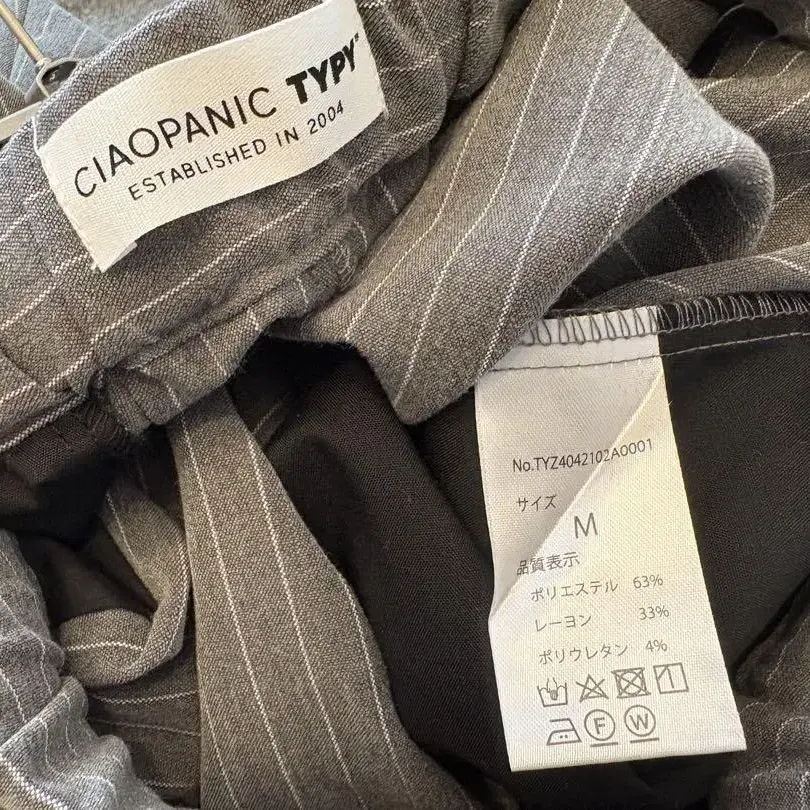 CIAOPANIC TYPY
ESTABLISHED IN 2004
No.TYZ4042102A0001
サイズ
M
品質表示
ポリエステル 63%
レーヨン 33%
ポリウレタン 4%
F W